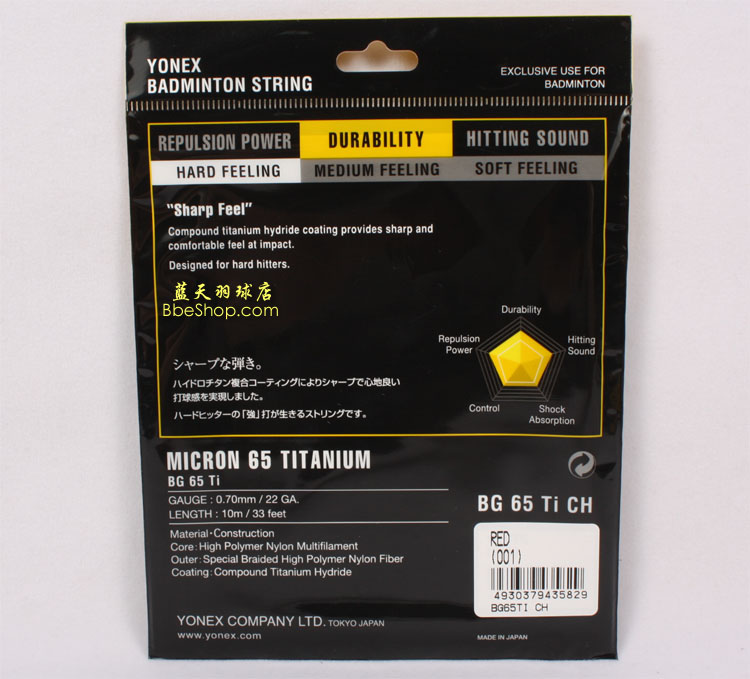 YONEX
BADMINTON STRING
EXCLUSIVE USE FOR
BADMINTON
REPULSION POWER
DURABILITY
HITTING SOUND
HARD FEELING
MEDIUM FEELING
SOFT FEELING
"Sharp Feel"
Compound titanium hydride coating provides sharp and
comfortable feel at impact.
Designed for hard hitters.
蓝天羽球店
BbeShop.com
Durability
Repulsion
Power
Hitting
Sound
Control
Shock
Absorption
シャープな弾き。
ハイドロチタン複合コーティングによりシャープで心地良い
打球感を実現しました。
ハードヒッターの「強」打が生きるストリングです。
MICRON 65 TITANIUM
BG 65 Ti
GAUGE : 0.70mm / 22 GA.
LENGTH : 10m / 33 feet
Material・Construction
Core : High Polymer Nylon Multifilament
Outer : Special Braided High Polymer Nylon Fiber
Coating : Compound Titanium Hydride
BG 65 Ti CH
RED
(001)
4930379435829
BG65TI CH
YONEX COMPANY LTD. TOKYO JAPAN
www.yonex.com
MADE IN JAPAN